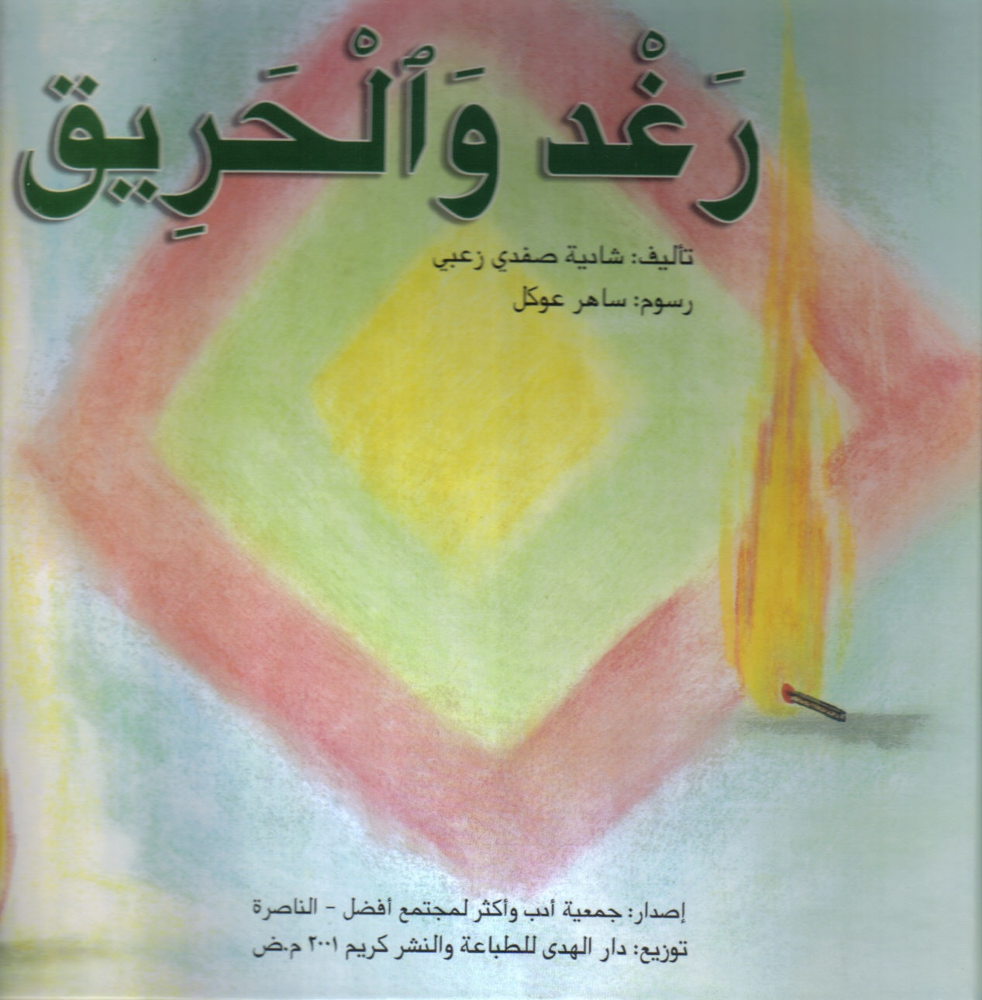 رَغْد وَٱلْحَرِيق
تأليف: شادية صفدي زعبي
رسوم: ساهر عوكل
إصدار: جمعية أدب وأكثر لمجتمع أفضل - الناصرة
توزيع: دار الهدى للطباعة والنشر كريم ٢٠٠١ م.ض